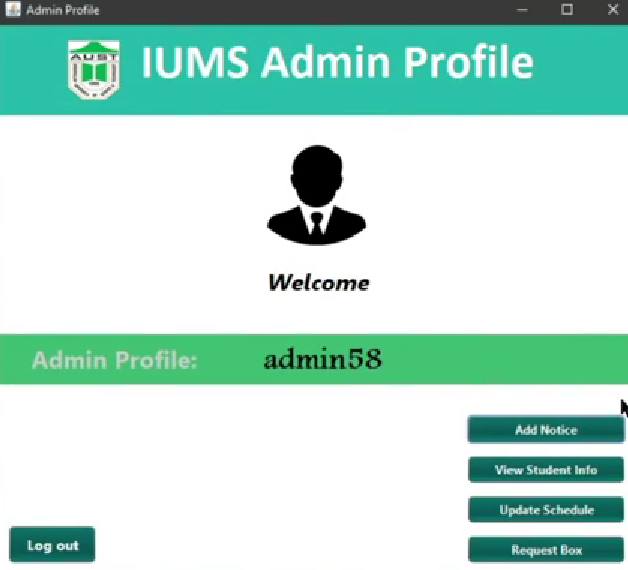 Admin Profile
AUST
IUMS Admin Profile
Welcome
Admin Profile: admin58
Add Notice
View Student Info
Update Schedule
Log out
Request Box